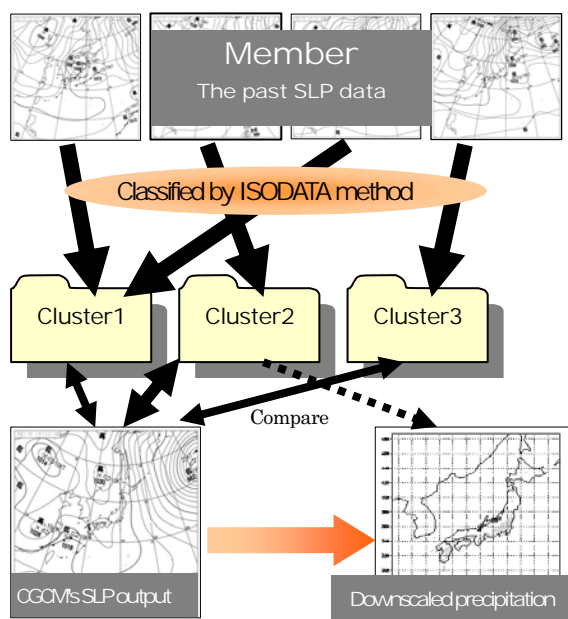 Member
The past SLP data
Classified by ISODATA method
Cluster1
Cluster2
Cluster3
Compare
CGCM's SLP output
Downscaled precipitation